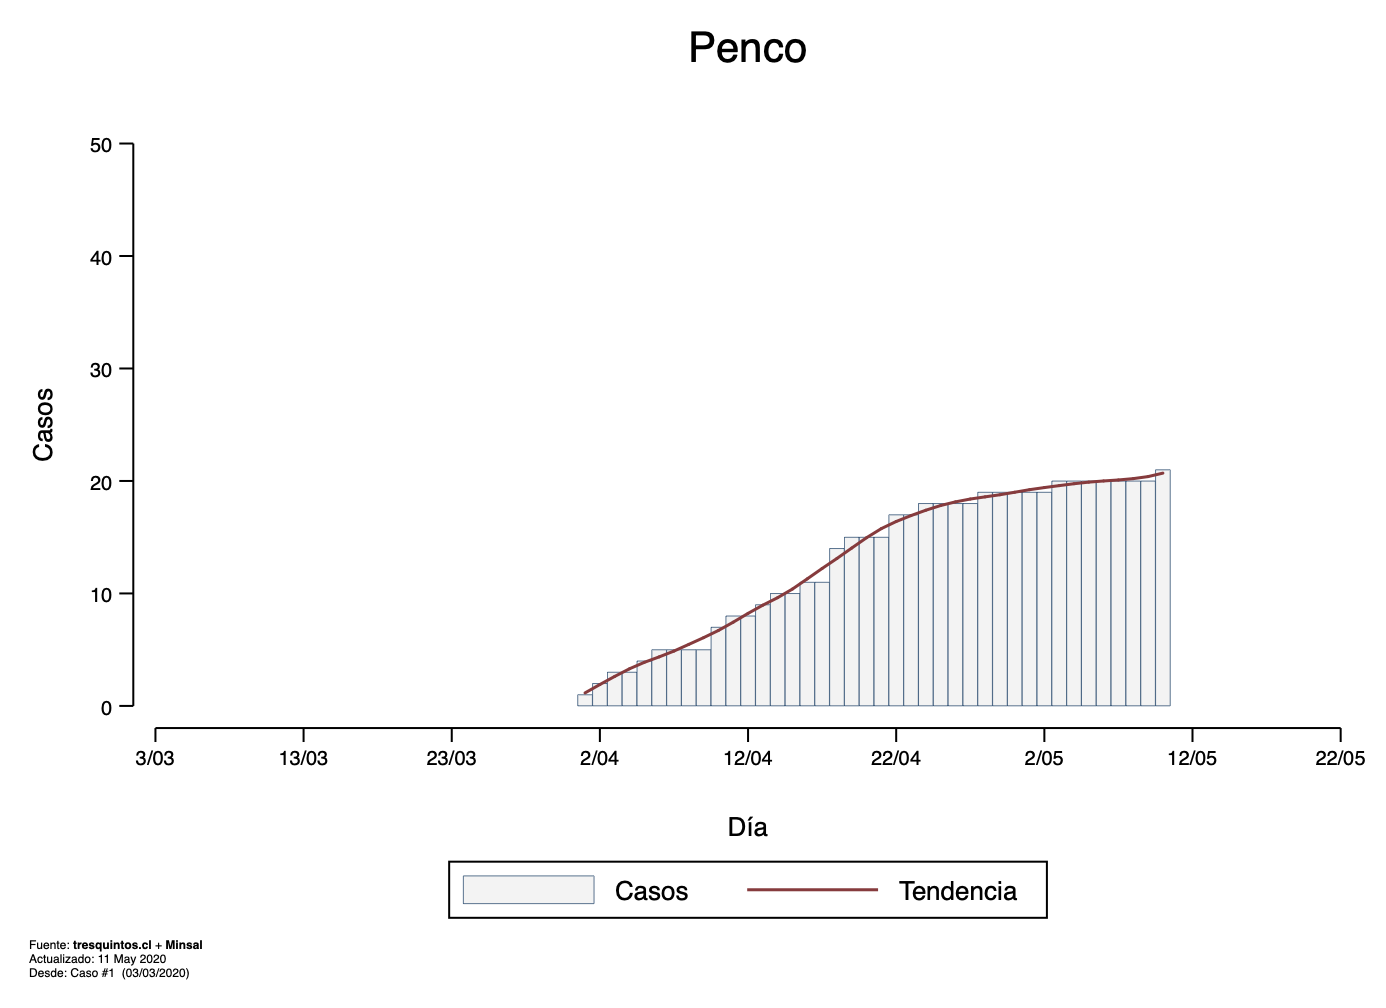 Penco
50
40
30
20
10
0
Casos
3/03 13/03 23/03 2/04 12/04 22/04 2/05 12/05 22/05
Día
Casos Tendencia
Fuente: tresquintos.cl + Minsal
Actualizado: 11 May 2020
Desde: Caso #1 (03/03/2020)